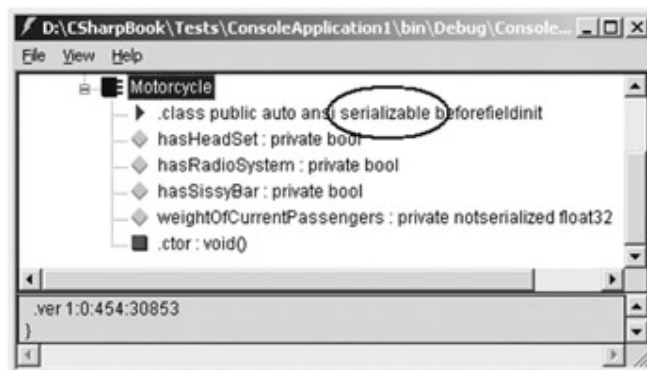 D:\CSharpBook\Tests\ConsoleApplication1\bin\Debug\Console...
File View Help
Motorcycle
.class public auto ansi serializable beforefieldinit
hasHeadSet : private bool
hasRadioSystem : private bool
hasSissyBar : private bool
weightOfCurrentPassengers : private notserialized float32
.ctor : void()
.ver 1:0:454:30853
}